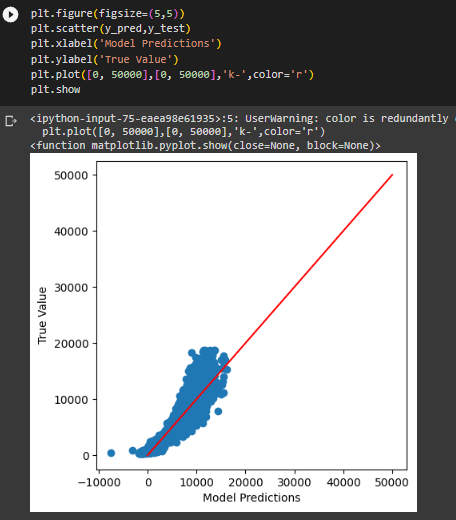 plt.figure(figsize=(5,5))
plt.scatter(y_pred,y_test)
plt.xlabel('Model Predictions')
plt.ylabel('True Value')
plt.plot([0, 50000],[0, 50000],'k-',color='r')
plt.show
<ipython-input-75-eaea98e61935>:5: UserWarning: color is redundantly
plt.plot([0, 50000],[0, 50000],'k-',color='r')
<function matplotlib.pyplot.show(close=None, block=None)>
50000
40000
30000
20000
10000
0
True Value
−10000 0 10000 20000 30000 40000 50000
Model Predictions